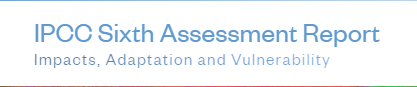 IPCC Sixth Assessment Report
Impacts, Adaptation and Vulnerability